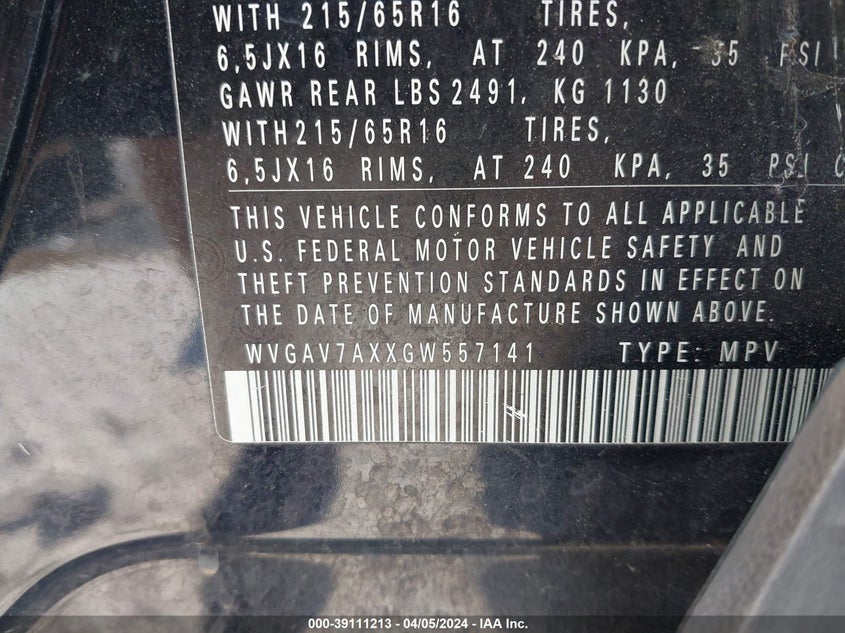 WITH 215/65R16 TIRES,
6,5JX16 RIMS, AT 240 KPA, 35 PSI
GAWR REAR LBS 2491, KG 1130
WITH215/65R16 TIRES,
6,5JX16 RIMS, AT 240 KPA, 35 PSI C
THIS VEHICLE CONFORMS TO ALL APPLICABLE
U.S. FEDERAL MOTOR VEHICLE SAFETY AND
THEFT PREVENTION STANDARDS IN EFFECT ON
THE DATE OF MANUFACTURE SHOWN ABOVE.
WVGAV7AXXGW557141 TYPE: MPV
000-39111213 - 04/05/2024 - IAA Inc.